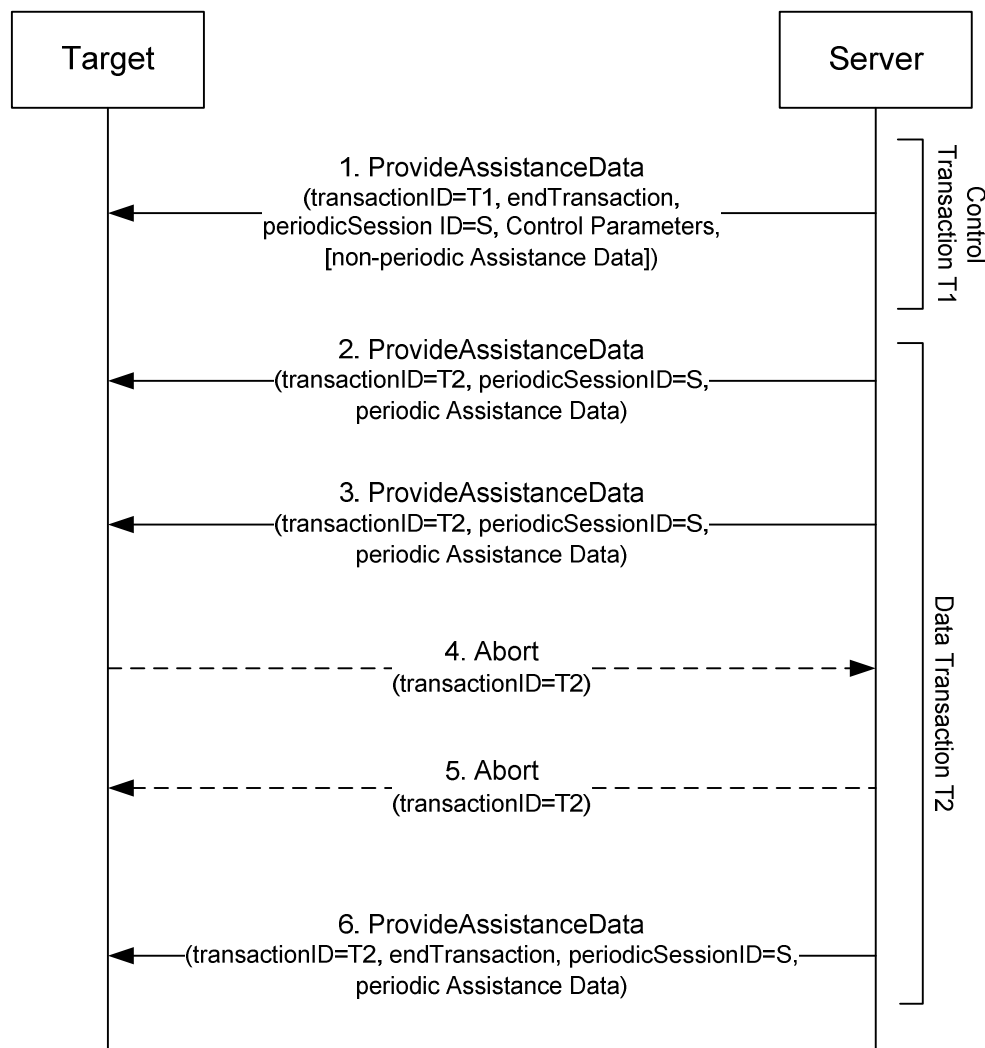 Target
Server
1. ProvideAssistanceData
(transactionID=T1, endTransaction,
periodicSession ID=S, Control Parameters,
[non-periodic Assistance Data])
Control
Transaction T1
2. ProvideAssistanceData
(transactionID=T2, periodicSessionID=S,
periodic Assistance Data)
3. ProvideAssistanceData
(transactionID=T2, periodicSessionID=S,
periodic Assistance Data)
4. Abort
(transactionID=T2)
5. Abort
(transactionID=T2)
Data Transaction T2
6. ProvideAssistanceData
(transactionID=T2, endTransaction, periodicSessionID=S,
periodic Assistance Data)